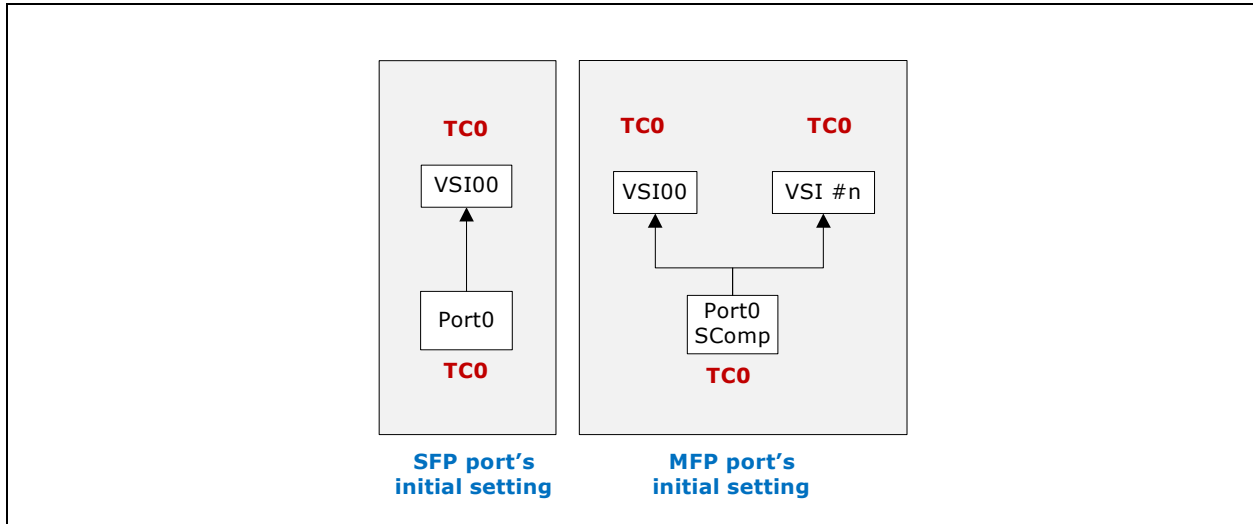 TC0
VSI00
Port0
TC0
SFP port’s
initial setting
TC0
TC0
VSI00
VSI #n
Port0
SComp
TC0
MFP port’s
initial setting